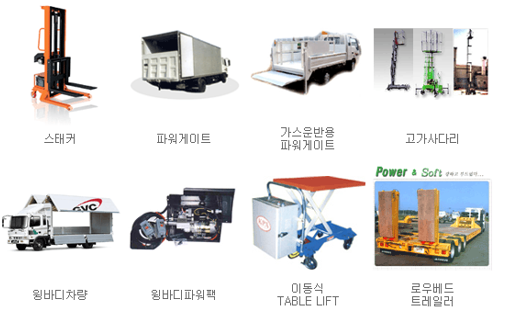 스태커
파워게이트
가스운반용
파워게이트
고가사다리
Power & Soft
GVC
윙바디차량
윙바디파워팩
이동식
TABLE LIFT
로우베드
트레일러